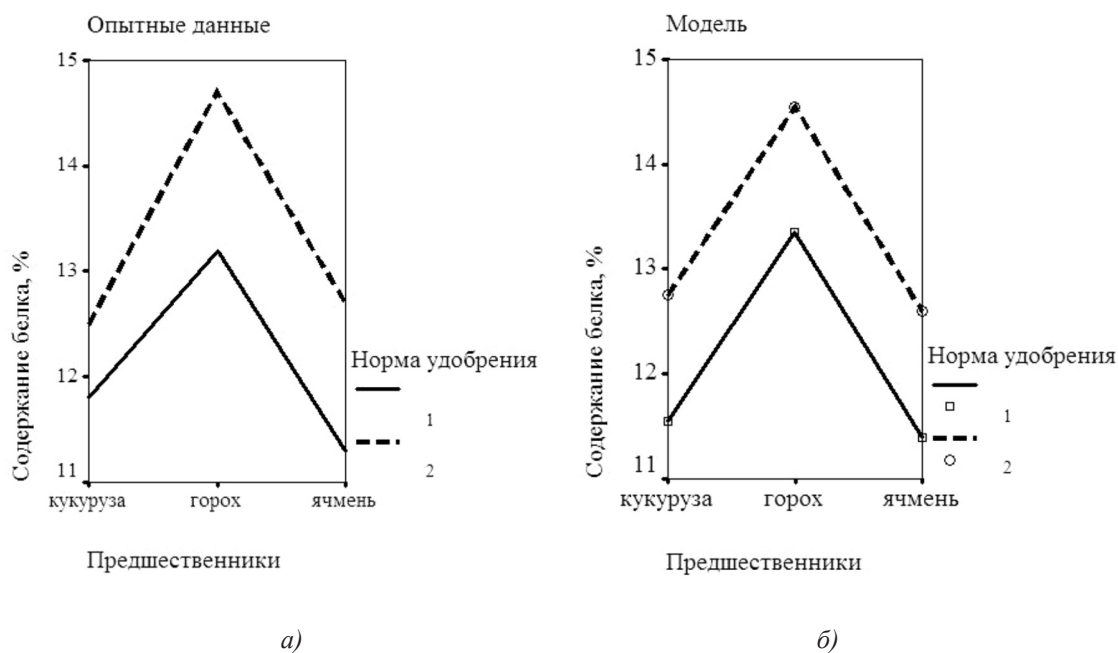 Опытные данные
15
14
13
12
11
Содержание белка, %
кукуруза горох ячмень
Предшественники
Норма удобрения
1
2
а)
Модель
15
14
13
12
11
Содержание белка, %
кукуруза горох ячмень
Предшественники
Норма удобрения
1
2
б)